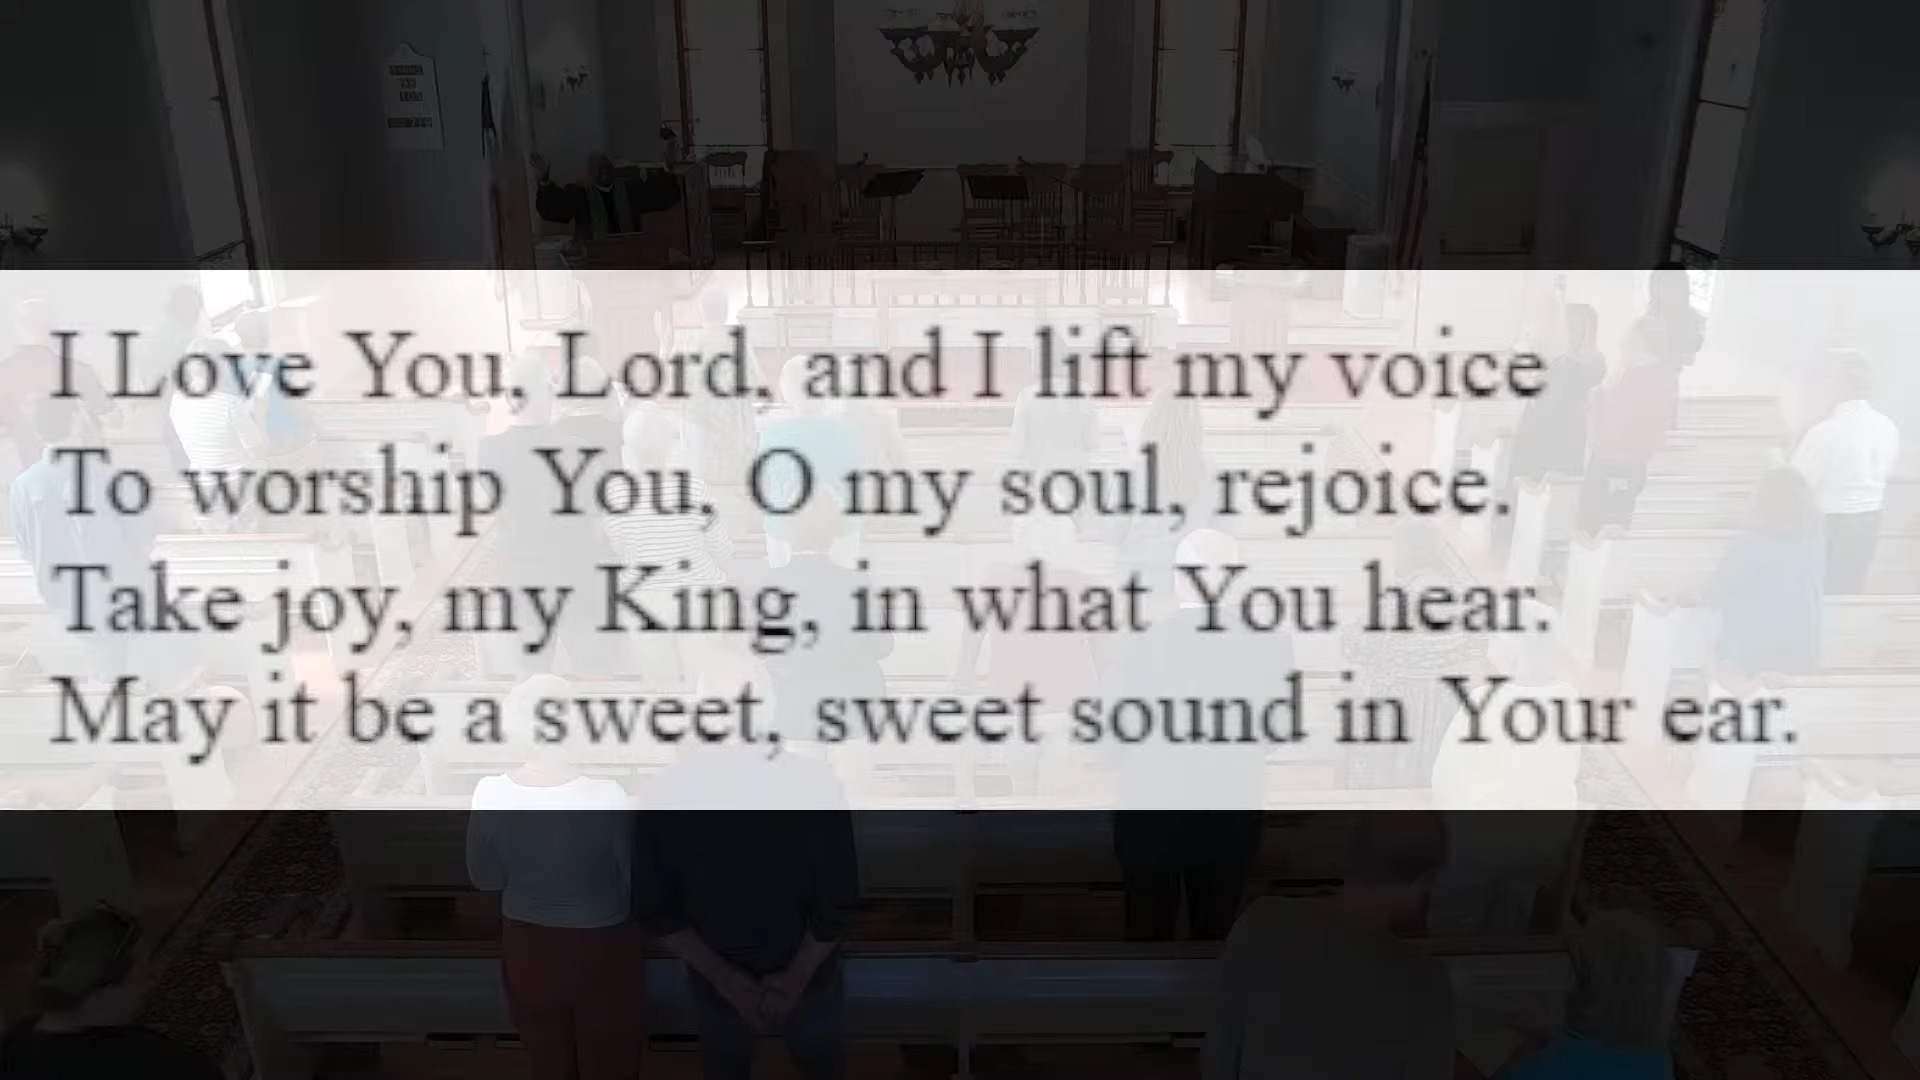 I Love You, Lord, and I lift my voice
To worship You, O my soul, rejoice.
Take joy, my King, in what You hear.
May it be a sweet, sweet sound in Your ear.